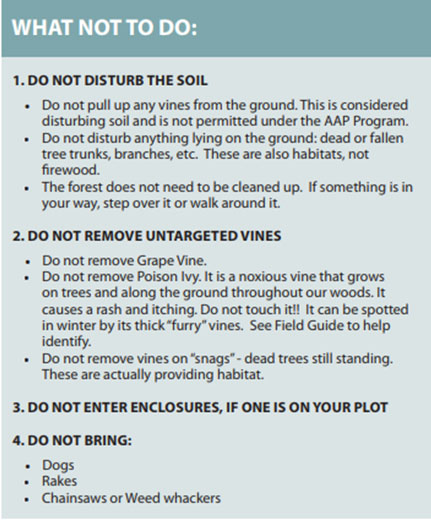 WHAT NOT TO DO:
1. DO NOT DISTURB THE SOIL
• Do not pull up any vines from the ground. This is considered
disturbing soil and is not permitted under the AAP Program.
• Do not disturb anything lying on the ground: dead or fallen
tree trunks, branches, etc. These are also habitats, not
firewood.
• The forest does not need to be cleaned up. If something is in
your way, step over it or walk around it.
2. DO NOT REMOVE UNTARGETED VINES
• Do not remove Grape Vine.
• Do not remove Poison Ivy. It is a noxious vine that grows
on trees and along the ground throughout our woods. It
causes a rash and itching. Do not touch it!! It can be spotted
in winter by its thick “furry” vines. See Field Guide to help
identify.
• Do not remove vines on “snags” - dead trees still standing.
These are actually providing habitat.
3. DO NOT ENTER ENCLOSURES, IF ONE IS ON YOUR PLOT
4. DO NOT BRING:
• Dogs
• Rakes
• Chainsaws or Weed whackers